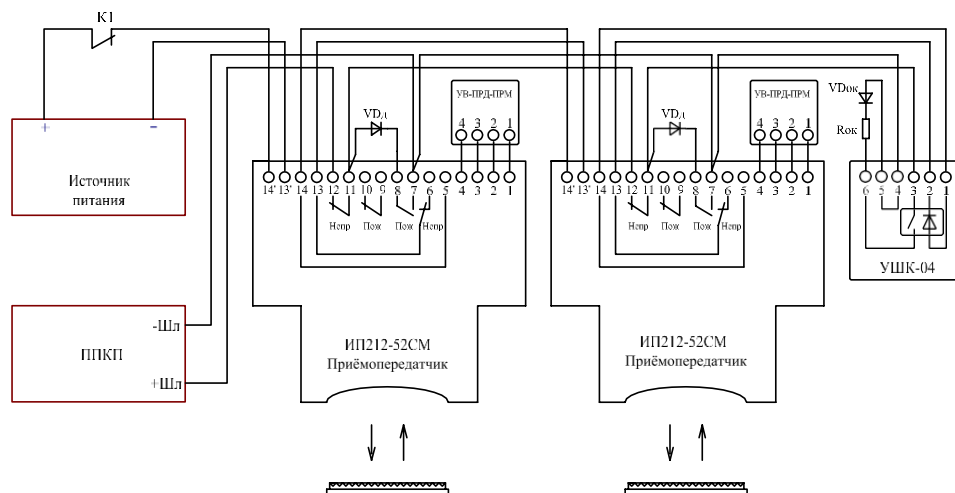 К1
+ −
Источник
питания
-Шл
ППКП
+Шл
УВ-ПРД-ПРМ
4 3 2 1
VDд
14' 13' 14 13 12 11 10 9 8 7 6 5 4 3 2 1
Непр Пож Пож Непр
ИП212-52СМ
Приёмопередатчик
УВ-ПРД-ПРМ
4 3 2 1
VDд
14' 13' 14 13 12 11 10 9 8 7 6 5 4 3 2 1
Непр Пож Пож Непр
ИП212-52СМ
Приёмопередатчик
VDок
Rок
6 5 4 3 2 1
УШК-04